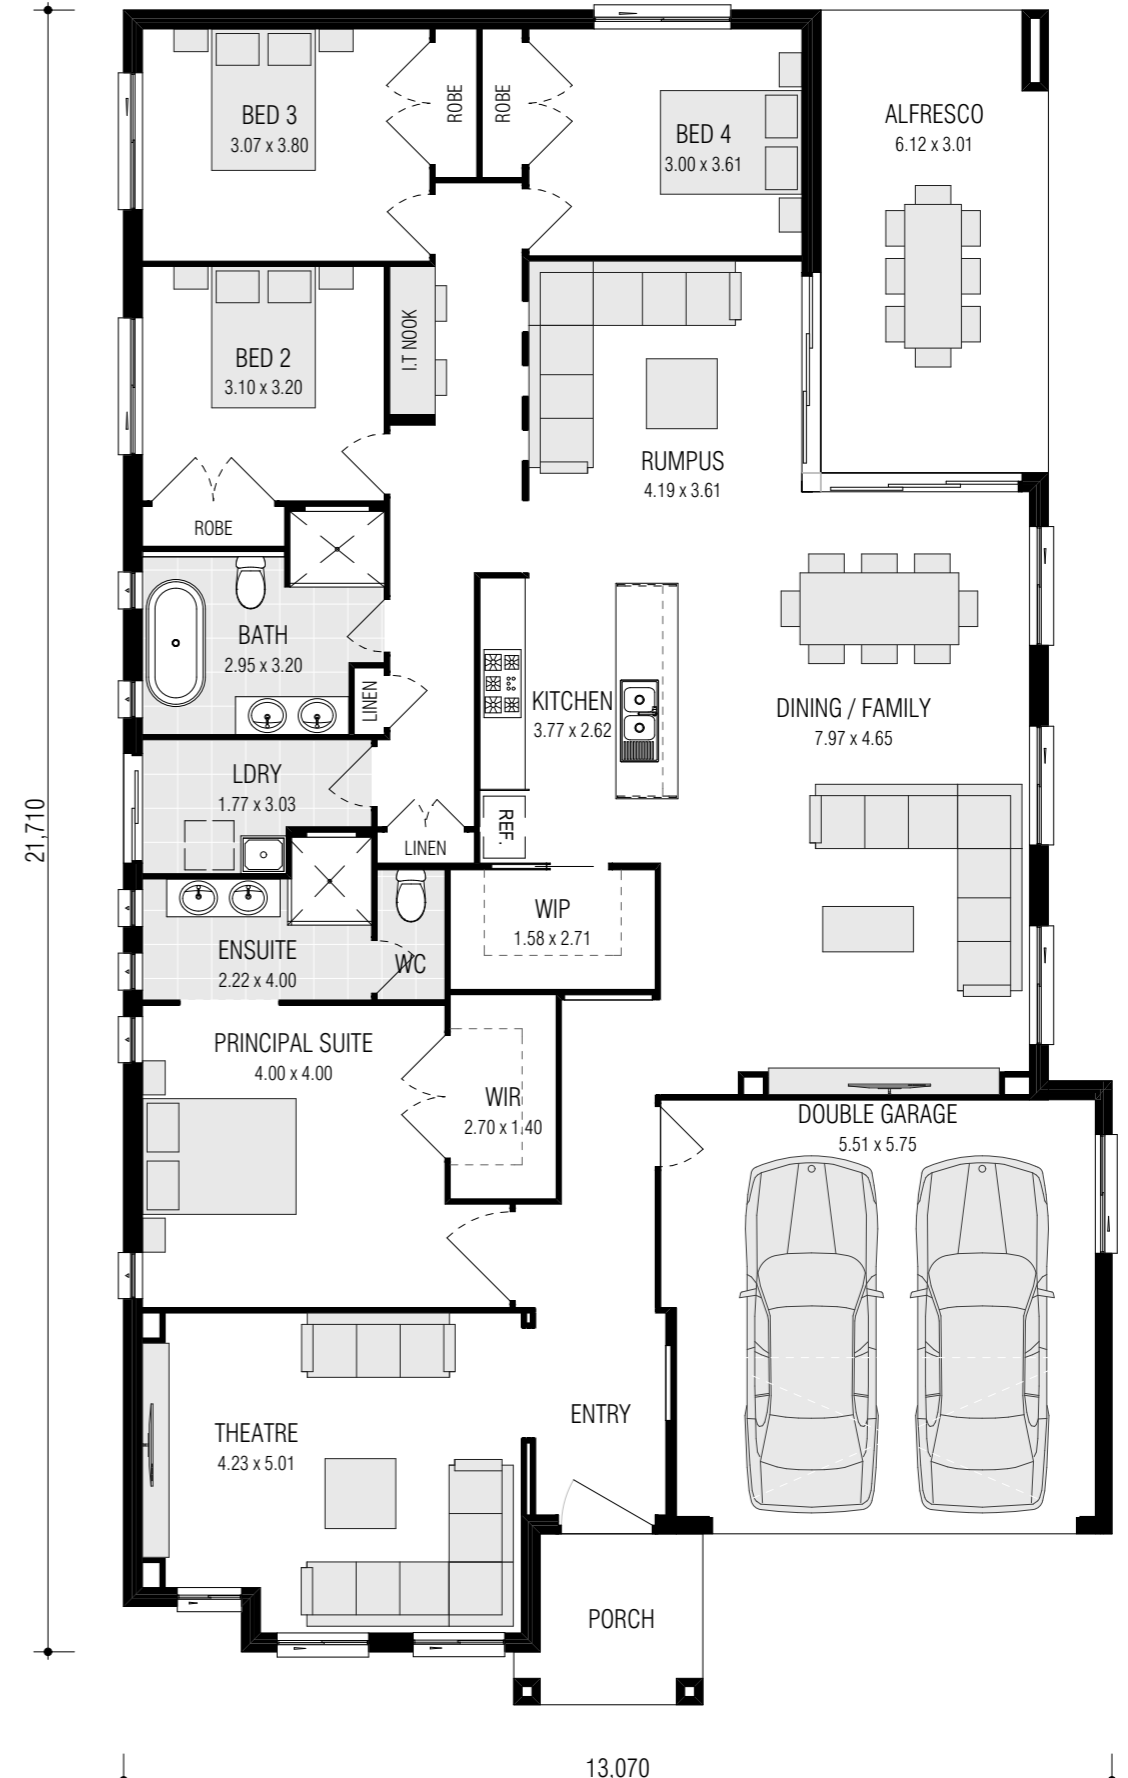 BED 3
3.07 x 3.80
ROBE
ROBE
BED 4
3.00 x 3.61
ALFRESCO
6.12 x 3.01
BED 2
3.10 x 3.20
I.T NOOK
RUMPUS
4.19 x 3.61
ROBE
BATH
2.95 x 3.20
LINEN
KITCHEN
3.77 x 2.62
DINING / FAMILY
7.97 x 4.65
LDRY
1.77 x 3.03
REF.
LINEN
21,710
WIP
1.58 x 2.71
ENSUITE
2.22 x 4.00
WC
PRINCIPAL SUITE
4.00 x 4.00
WIR
2.70 x 1.40
DOUBLE GARAGE
5.51 x 5.75
THEATRE
4.23 x 5.01
ENTRY
PORCH
13.070